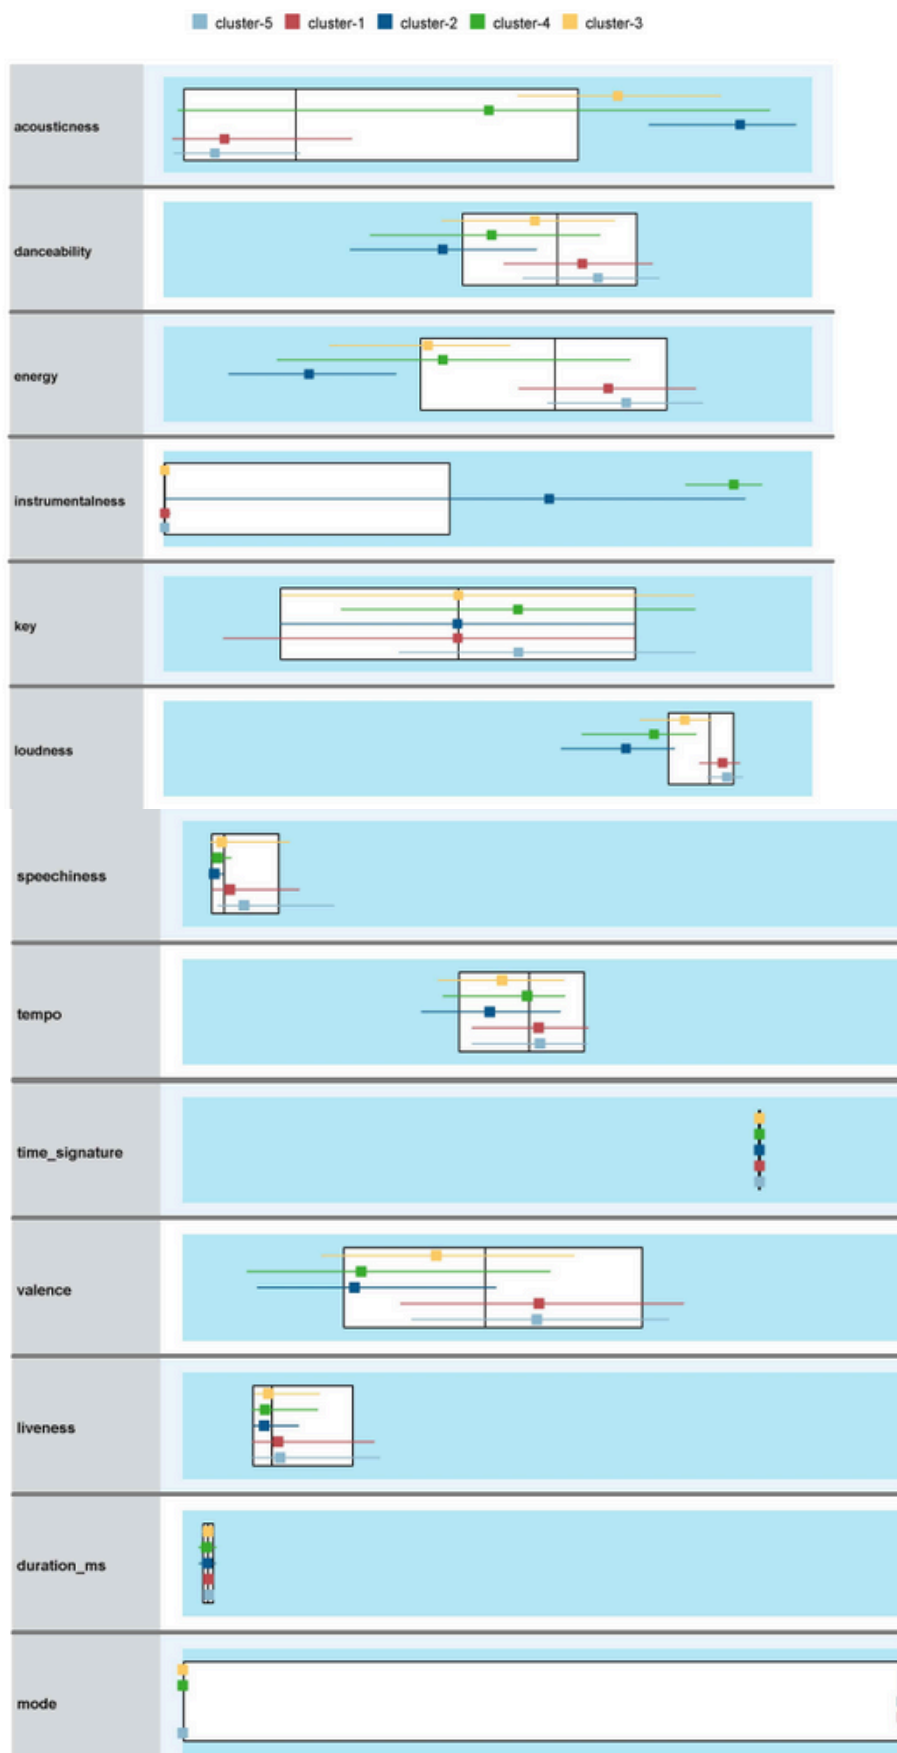 cluster-5 cluster-1 cluster-2 cluster-4 cluster-3
acousticness
danceability
energy
instrumentalness
key
loudness
speechiness
tempo
time_signature
valence
liveness
duration_ms
mode